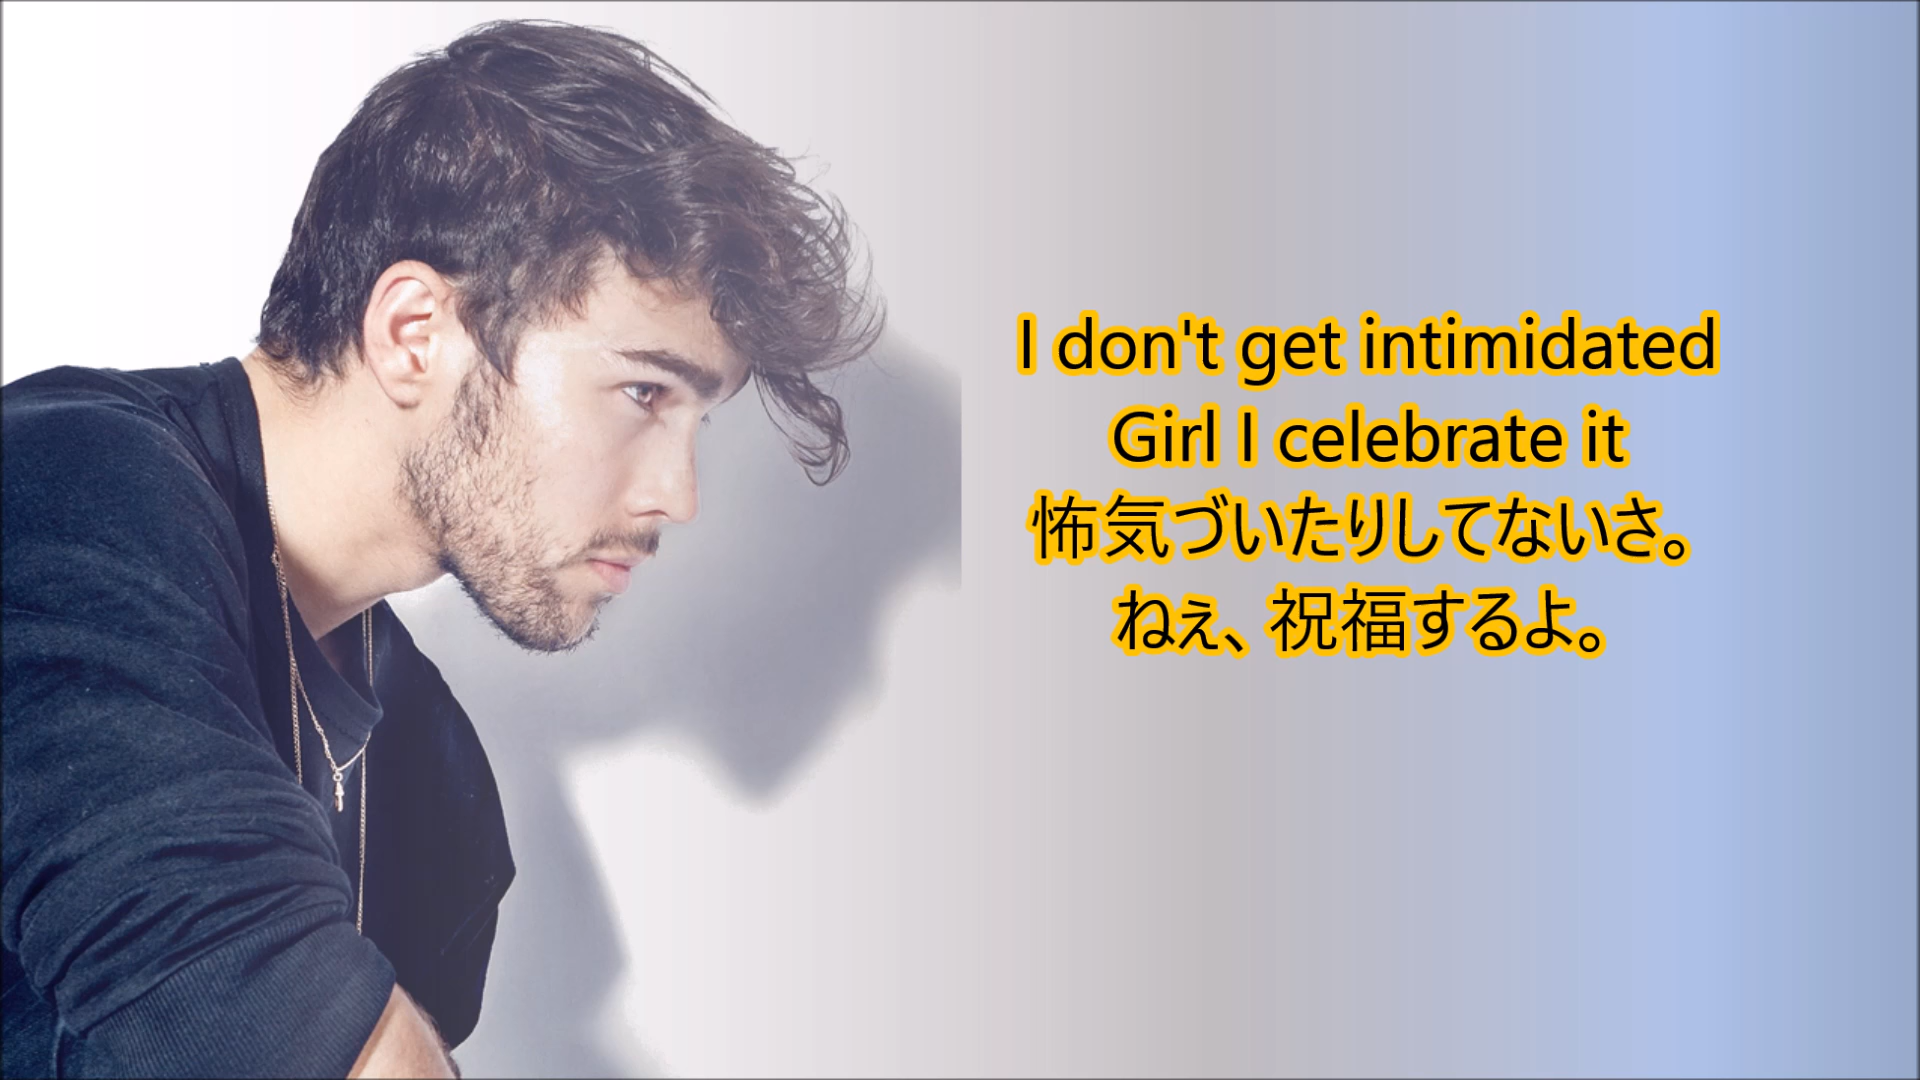 I don't get intimidated
Girl I celebrate it
怖気づいたりしてないさ。
ねぇ、祝福するよ。